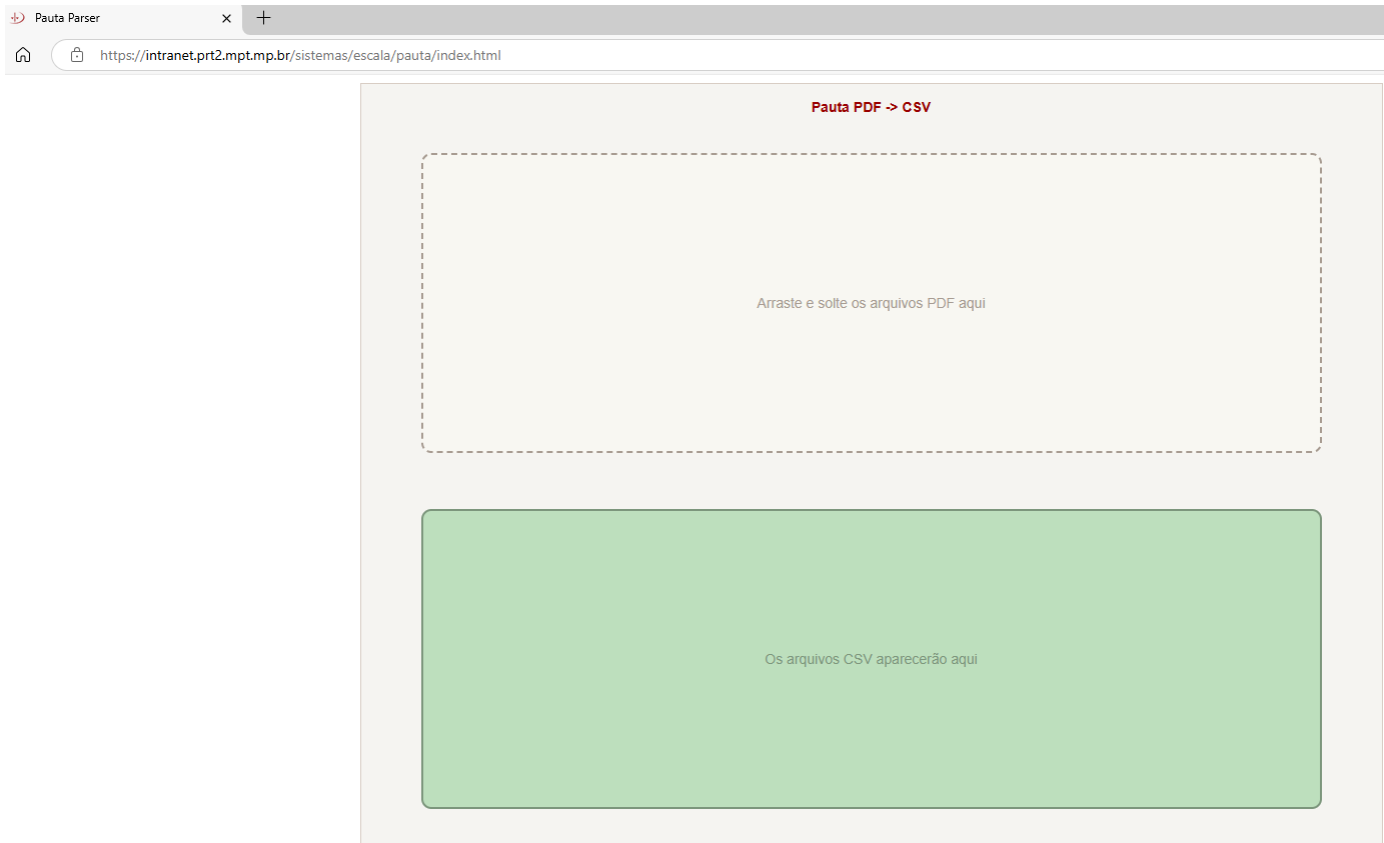 Pauta Parser
https://intranet.prt2.mpt.mp.br/sistemas/escala/pauta/index.html
Pauta PDF -> CSV
Arraste e solte os arquivos PDF aqui
Os arquivos CSV aparecerão aqui